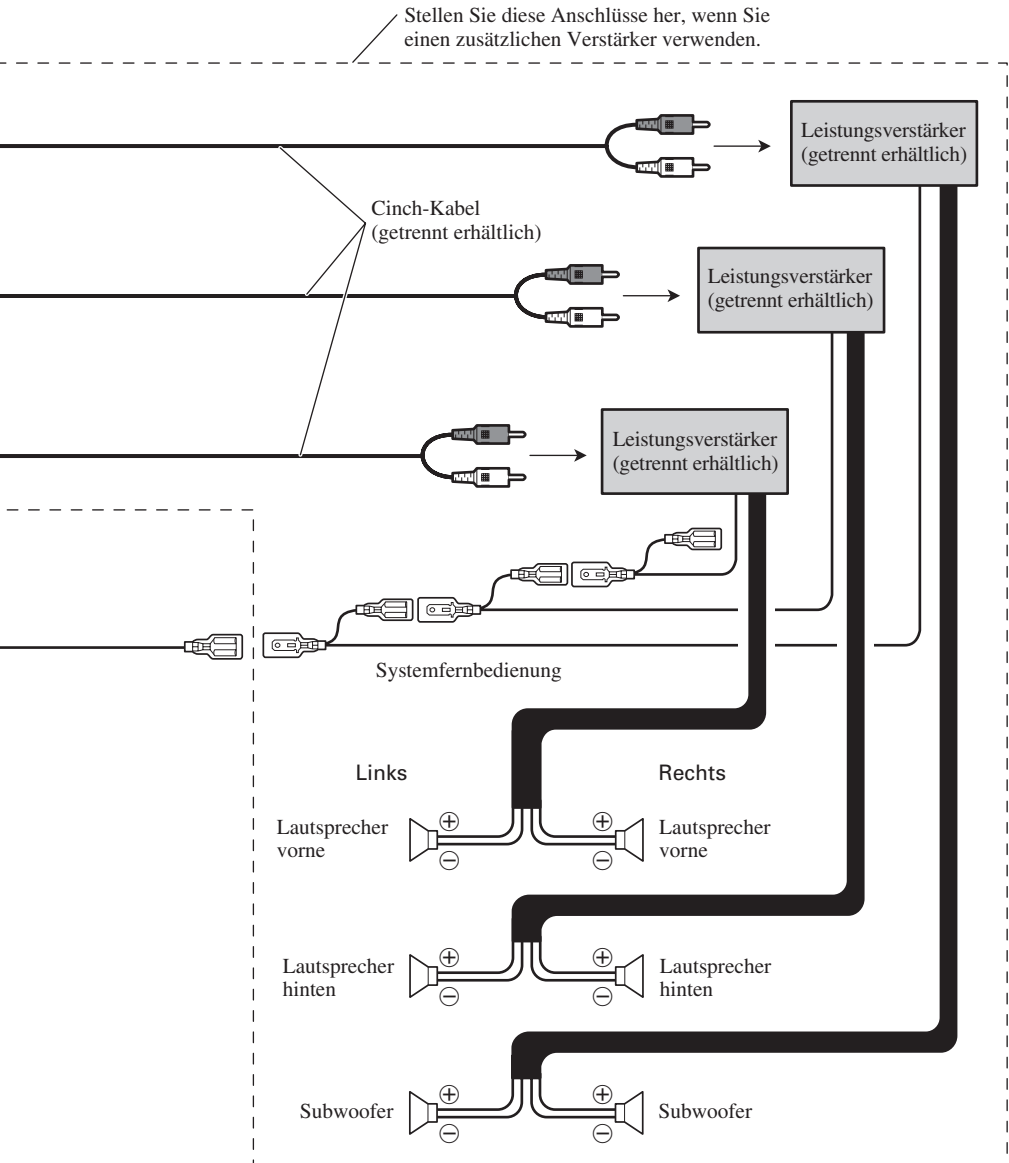 Stellen Sie diese Anschlüsse her, wenn Sie
einen zusätzlichen Verstärker verwenden.
Leistungsverstärker
(getrennt erhältlich)
Cinch-Kabel
(getrennt erhältlich)
Leistungsverstärker
(getrennt erhältlich)
Leistungsverstärker
(getrennt erhältlich)
Systemfernbedienung
Links
Rechts
Lautsprecher
vorne
+
−
+
−
Lautsprecher
vorne
Lautsprecher
hinten
+
−
+
−
Lautsprecher
hinten
Subwoofer
+
−
+
−
Subwoofer